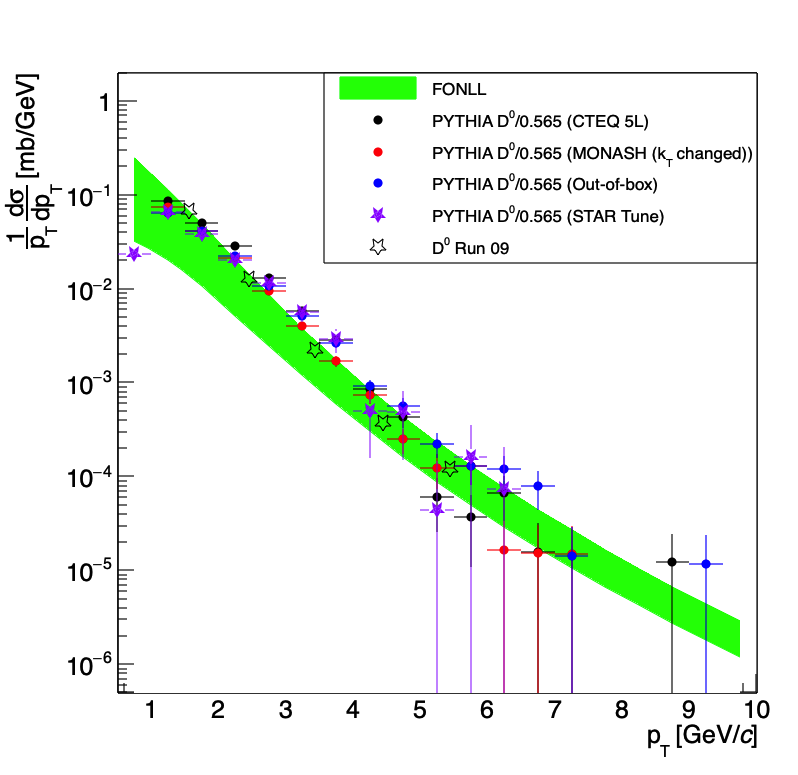 1/p_T dσ/dp_T [mb/GeV]
FONLL
PYTHIA D⁰/0.565 (CTEQ 5L)
PYTHIA D⁰/0.565 (MONASH (k_T changed))
PYTHIA D⁰/0.565 (Out-of-box)
PYTHIA D⁰/0.565 (STAR Tune)
D⁰ Run 09
1
10⁻¹
10⁻²
10⁻³
10⁻⁴
10⁻⁵
10⁻⁶
1 2 3 4 5 6 7 8 9 10
p_T [GeV/c]